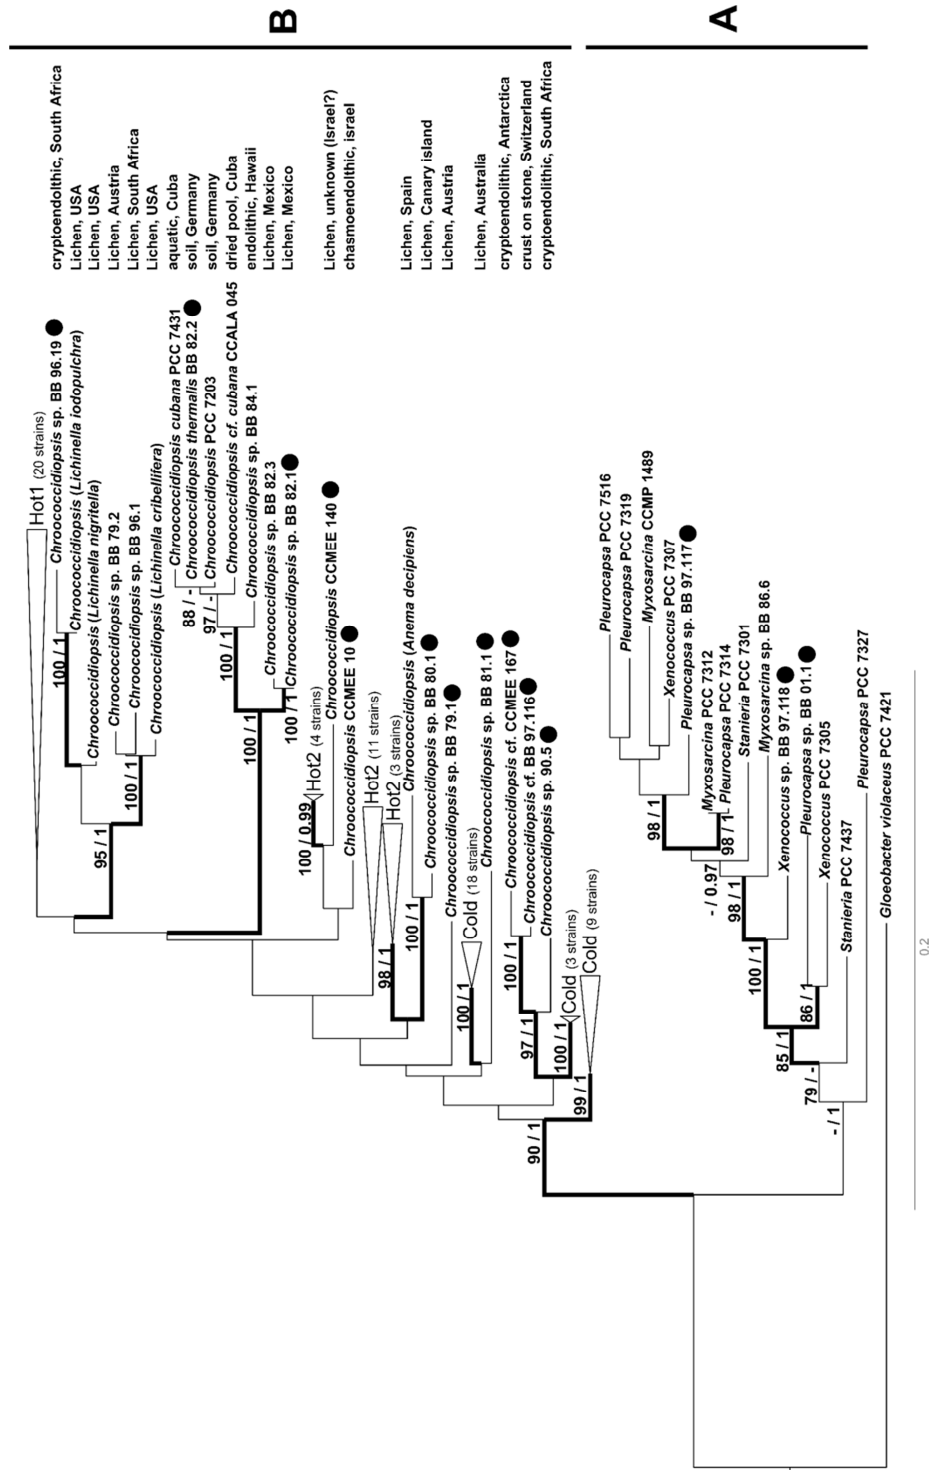 B
Hot1 (20 strains)
Chroococcidiopsis sp. BB 96.19
cryptoendolthic, South Africa
100 / 1
Chroococcidiopsis (Lichinella iodopulchra)
Lichen, USA
Chroococcidiopsis (Lichinella nigritella)
Lichen, USA
95 / 1
Chroococcidiopsis sp. BB 79.2
Lichen, Austria
100 / 1
Chroococidiopsis sp. BB 96.1
Lichen, South Africa
Chroococcidiopsis (Lichinella cribellifera)
Lichen, USA
Chroococcidiopsis cubana PCC 7431
aquatic, Cuba
88 / -
Chroococcidiopsis thermalis BB 82.2
soil, Germany
97 / -
Chroococcidiopsis PCC 7203
soil, Germany
100 / 1
Chroococcidiopsis cf. cubana CCALA 045
dried pool, Cuba
Chroococcidiopsis sp. BB 84.1
endolithic, Hawaii
100 / 1
Chroococcidiopsis sp. BB 82.3
Lichen, Mexico
100 / 1
Chroococcidiopsis sp. BB 82.1
Lichen, Mexico
100 / 0.99
Hot2 (4 strains)
Chroococcidiopsis CCMEE 140
Lichen, unknown (Israel?)
Chroococcidiopsis CCMEE 10
chasmoendolthic, israel
Hot2 (11 strains)
98 / 1
Hot2 (3 strains)
Chroococcidiopsis (Anema decipiens)
Lichen, Spain
100 / 1
Chroococcidiopsis sp. BB 80.1
Lichen, Canary island
Chroococcidiopsis sp. BB 79.1
Lichen, Austria
100 / 1
Cold (18 strains)
Chroococcidiopsis sp. BB 81.1
Lichen, Australia
Chroococcidiopsis cf. CCMEE 167
cryptoendolithic, Antarctica
100 / 1
Chroococcidiopsis cf. BB 97.116
crust on stone, Switzerland
97 / 1
Chroococcidiopsis sp. 90.5
cryptoendolithic, South Africa
100 / 1
Cold (3 strains)
90 / 1
99 / 1
Cold (9 strains)
A
Pleurocapsa PCC 7516
Pleurocapsa PCC 7319
Myxosarcina CCMP 1489
Xenococcus PCC 7307
98 / 1
Pleurocapsa sp. BB 97.117
Myxosarcina PCC 7312
98 / 1
Pleurocapsa PCC 7314
- / 0.97
Stanieria PCC 7301
98 / 1
Myxosarcina sp. BB 86.6
100 / 1
Xenococcus sp. BB 97.118
Pleurocapsa sp. BB 01.1
86 / 1
Xenococcus PCC 7305
85 / 1
79 / -
Stanieria PCC 7437
- / 1
Pleurocapsa PCC 7327
Gloeobacter violaceus PCC 7421
0.2